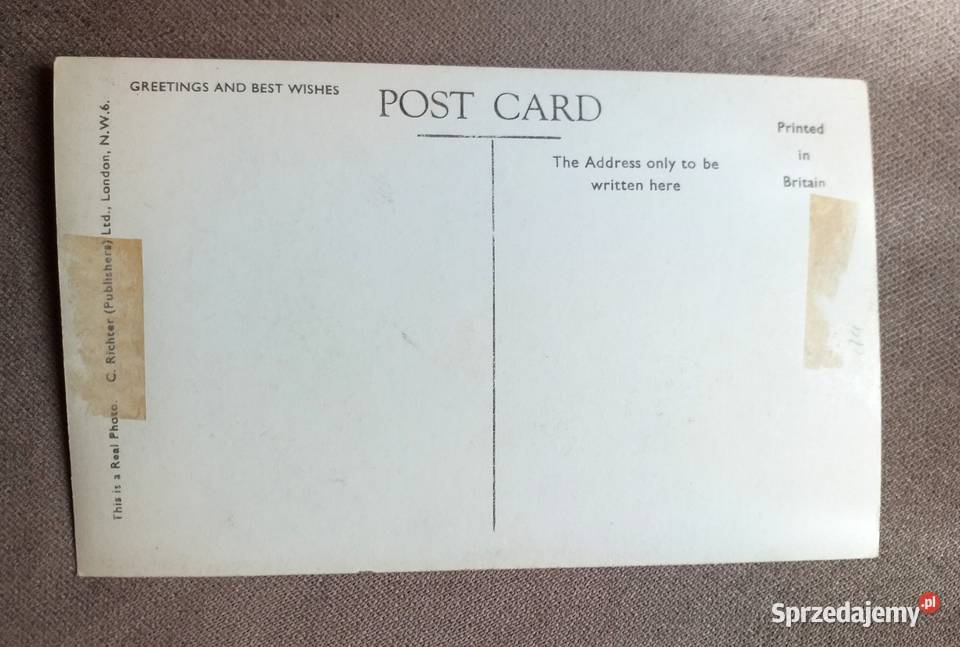 GREETINGS AND BEST WISHES
POST CARD
The Address only to be
written here
Printed
in
Britain
This is a Real Photo. C. Richter (Publishers) Ltd., London, N.W.6.
Sprzedajemy.pl